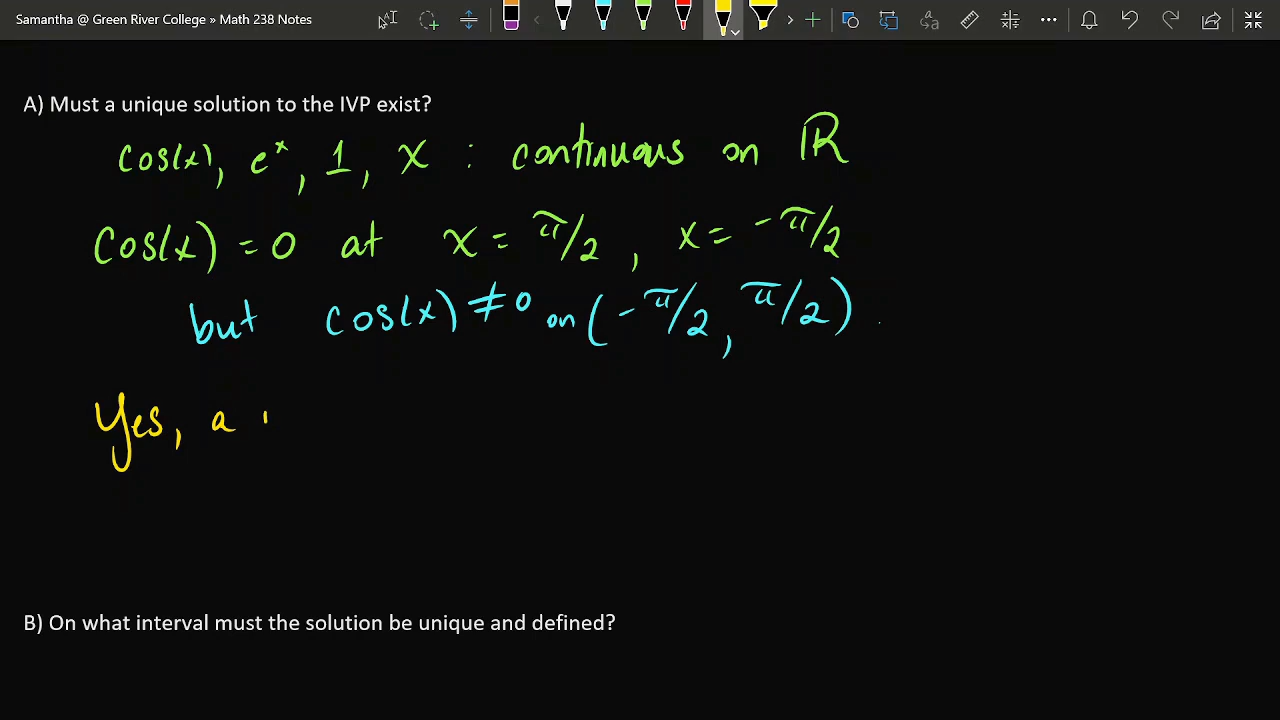 Samantha @ Green River College » Math 238 Notes
A) Must a unique solution to the IVP exist?
cos(x), eˣ, 1, x : continuous on ℝ
cos(x) = 0 at x = π/2, x = -π/2
but cos(x) ≠ 0 on (-π/2, π/2)
Yes, a
B) On what interval must the solution be unique and defined?